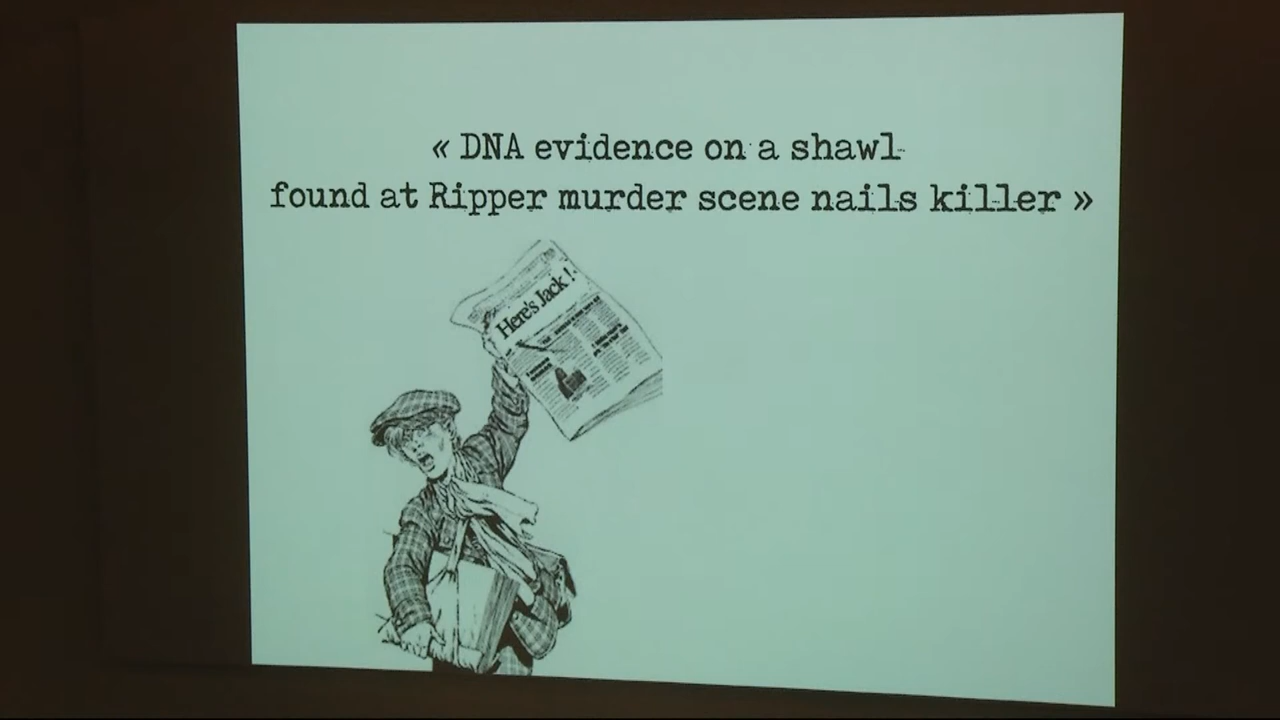 « DNA evidence on a shawl
found at Ripper murder scene nails killer »
Here's Jack !